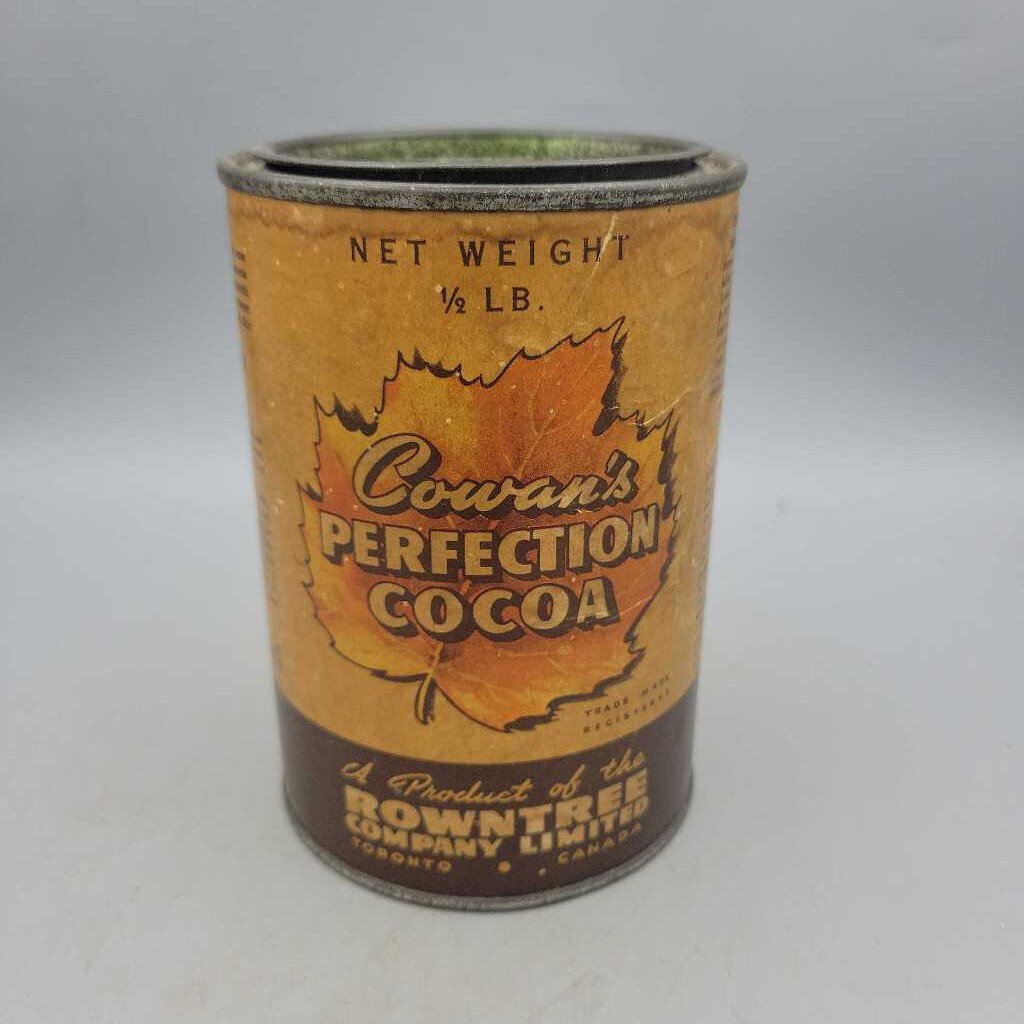 NET WEIGHT
½ LB.
Cowan's
PERFECTION
COCOA
TRADE MARK
REGISTERED
A Product of the
ROWNTREE
COMPANY LIMITED
TORONTO • CANADA